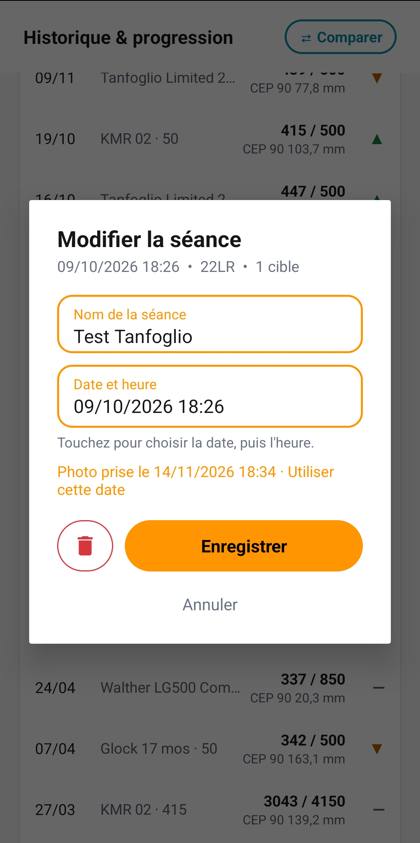 Historique & progression
⇄ Comparer
09/11 Tanfoglio Limited 2...
CEP 90 77,8 mm ▼
19/10 KMR 02 · 50 415 / 500 ▲
CEP 90 103,7 mm
Tanfoglio Limited 2 447 / 500
Modifier la séance
09/10/2026 18:26 • 22LR • 1 cible
Nom de la séance
Test Tanfoglio
Date et heure
09/10/2026 18:26
Touchez pour choisir la date, puis l'heure.
Photo prise le 14/11/2026 18:34 · Utiliser
cette date
Enregistrer
Annuler
24/04 Walther LG500 Com... 337 / 850 –
CEP 90 20,3 mm
07/04 Glock 17 mos · 50 342 / 500 ▼
CEP 90 163,1 mm
27/03 KMR 02 · 415 3043 / 4150 –
CEP 90 139,2 mm